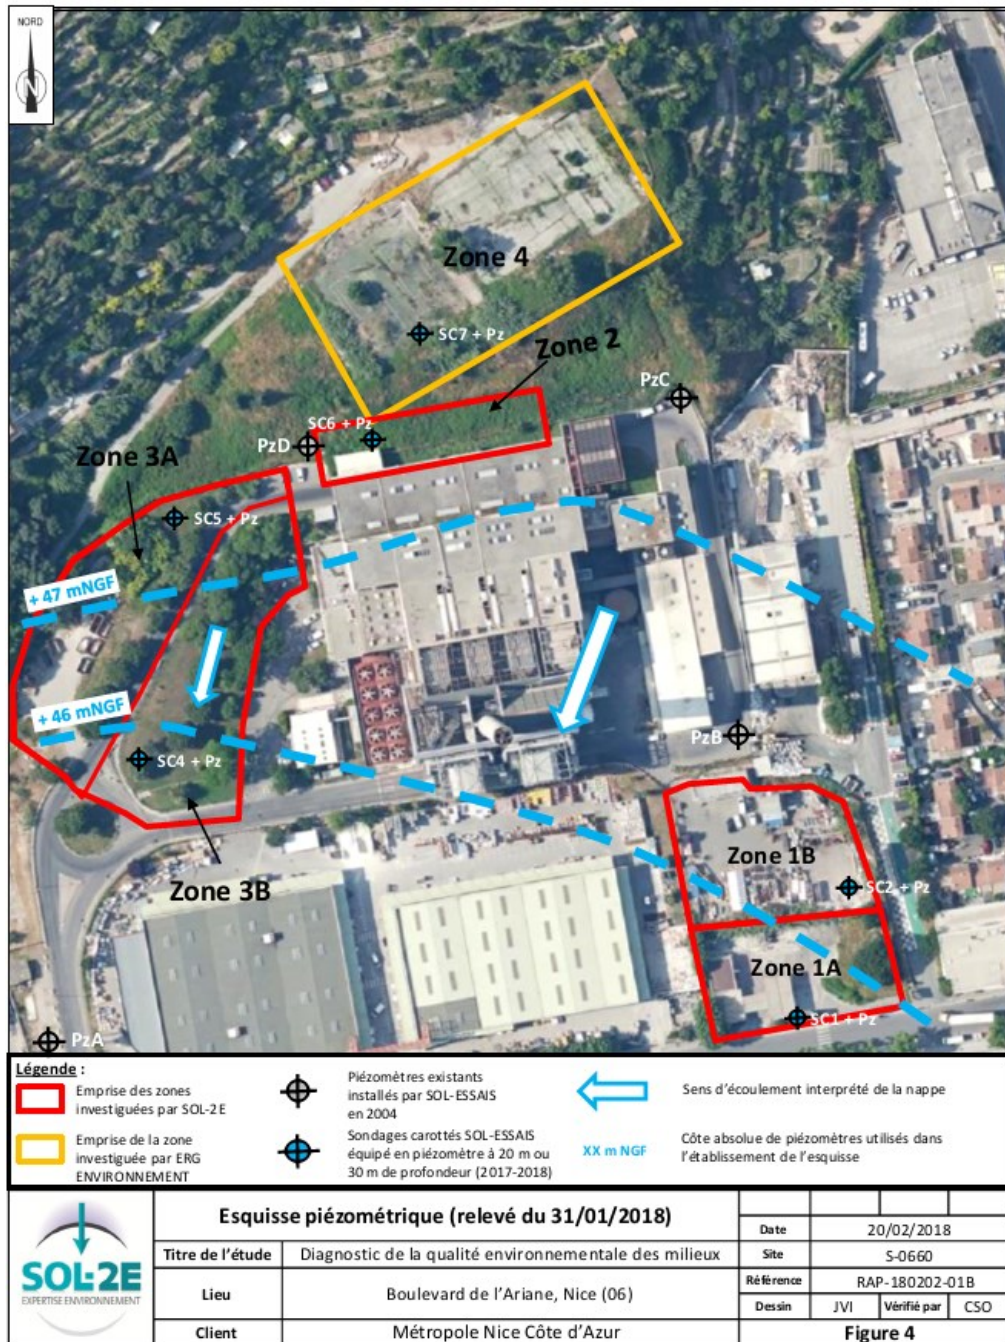 NORD
N
Zone 4
SC7 + Pz
Zone 2
PzC
SC6 + Pz
PzD
Zone 3A
SC5 + Pz
+ 47 mNGF
+ 46 mNGF
SC4 + Pz
PzB
Zone 3B
Zone 1B
SC2 + Pz
Zone 1A
SC1 + Pz
PzA
Légende :
Emprise des zones
investiguées par SOL-2E
Emprise de la zone
investiguée par ERG
ENVIRONNEMENT
Piézomètres existants
installés par SOL-ESSAIS
en 2004
Sondages carottés SOL-ESSAIS
équipé en piézomètre à 20 m ou
30 m de profondeur (2017-2018)
Sens d'écoulement interprété de la nappe
XX m NGF
Côte absolue de piézomètres utilisés dans
l'établissement de l'esquisse
SOL-2E
EXPERTISE ENVIRONNEMENT
Esquisse piézométrique (relevé du 31/01/2018)
Titre de l'étude Diagnostic de la qualité environnementale des milieux
Lieu Boulevard de l'Ariane, Nice (06)
Client Métropole Nice Côte d'Azur
Date 20/02/2018
Site S-0660
Référence RAP-180202-01B
Dessin JVI Vérifié par CSO
Figure 4